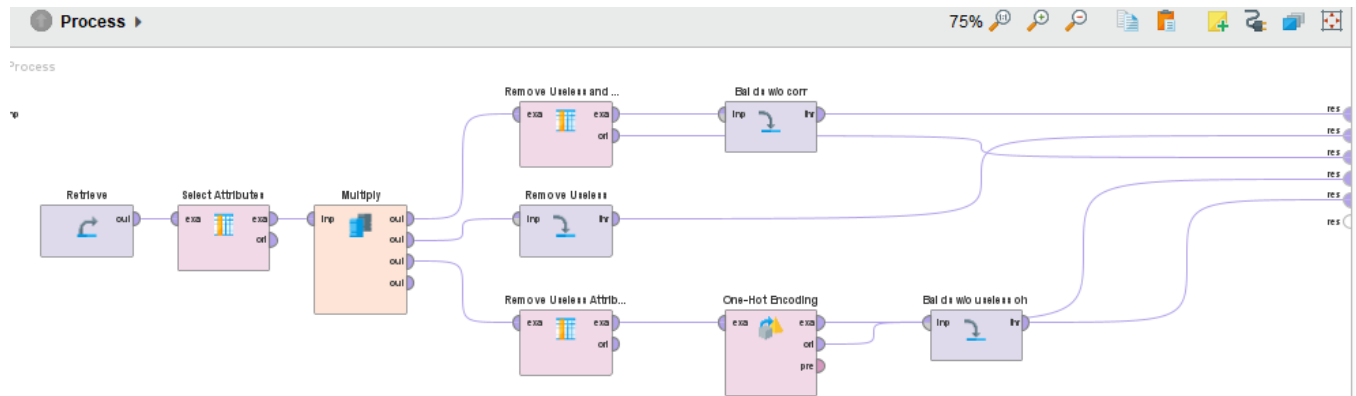 Process
75%
Process
Remove Useless and ...
Bal ds w/o corr
inp
exa exa
ori
inp thr
res
res
res
res
res
res
Retrieve
Select Attributes
Multiply
Remove Useless
out
exa exa
ori
inp out
out
out
out
inp thr
Remove Useless Attrib...
One-Hot Encoding
Bal ds w/o useless oh
exa exa
ori
exa exa
ori
pre
inp thr